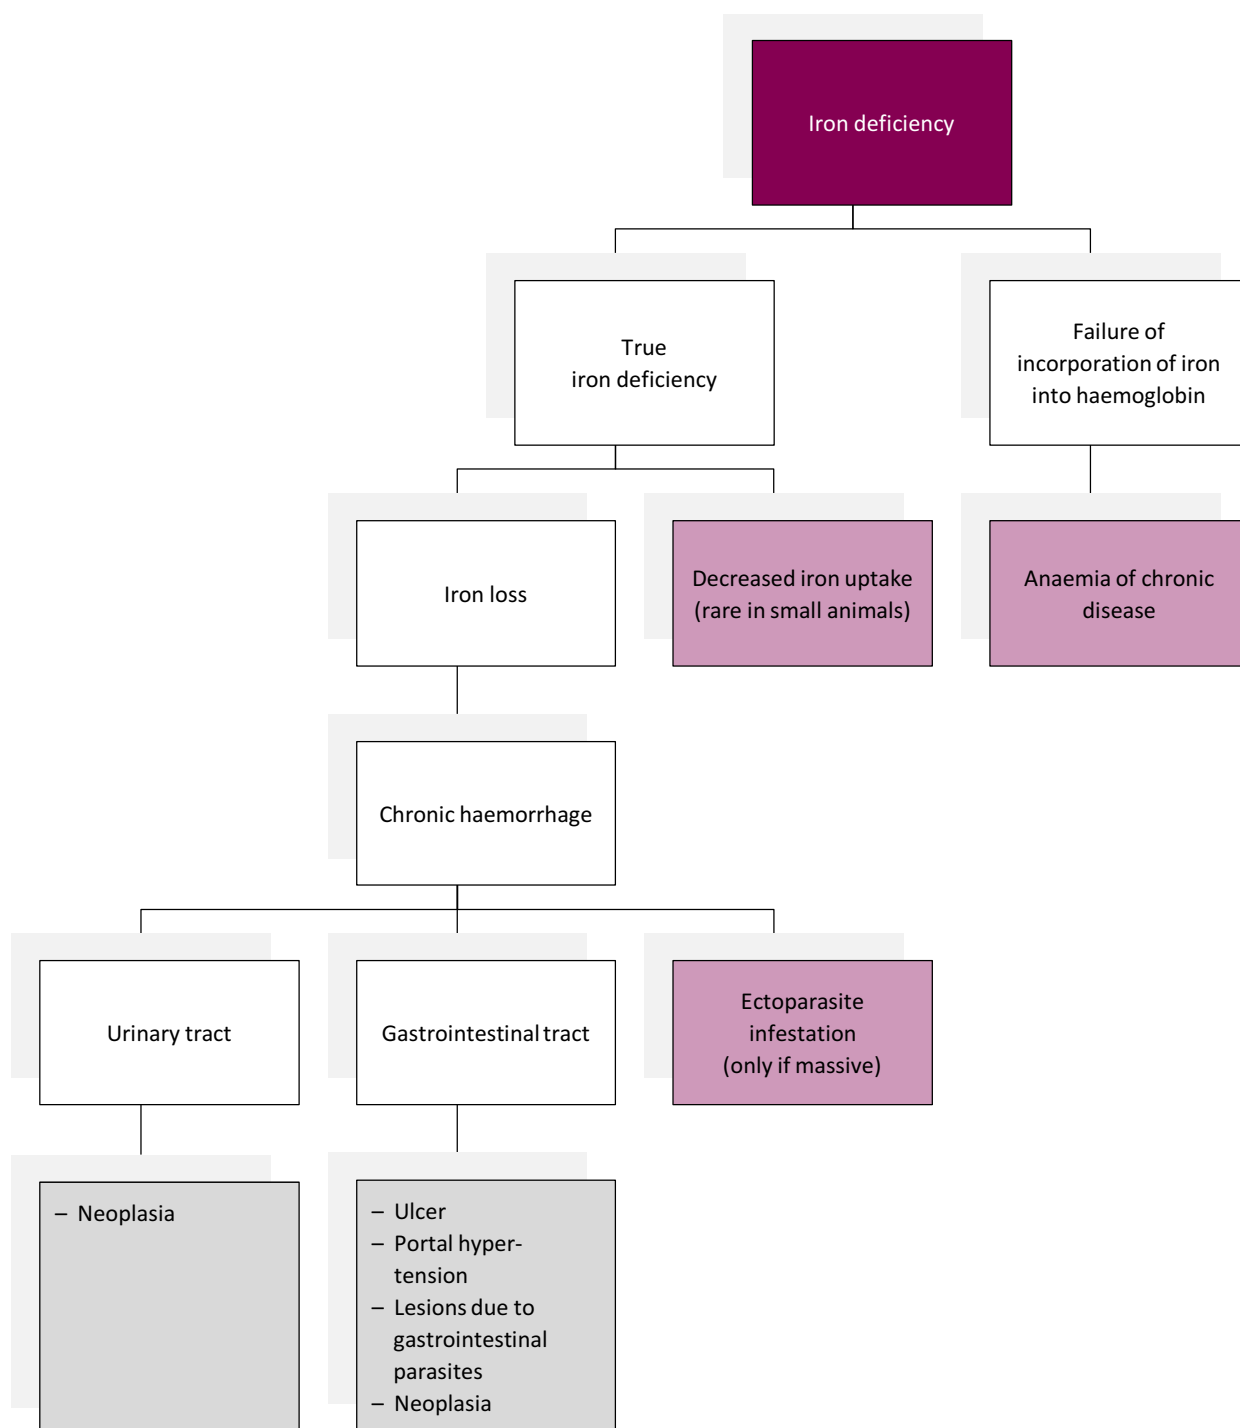 Iron deficiency
True
iron deficiency
Failure of
incorporation of iron
into haemoglobin
Iron loss
Decreased iron uptake
(rare in small animals)
Anaemia of chronic
disease
Chronic haemorrhage
Urinary tract
Gastrointestinal tract
Ectoparasite
infestation
(only if massive)
– Neoplasia
– Ulcer
– Portal hyper-
tension
– Lesions due to
gastrointestinal
parasites
– Neoplasia